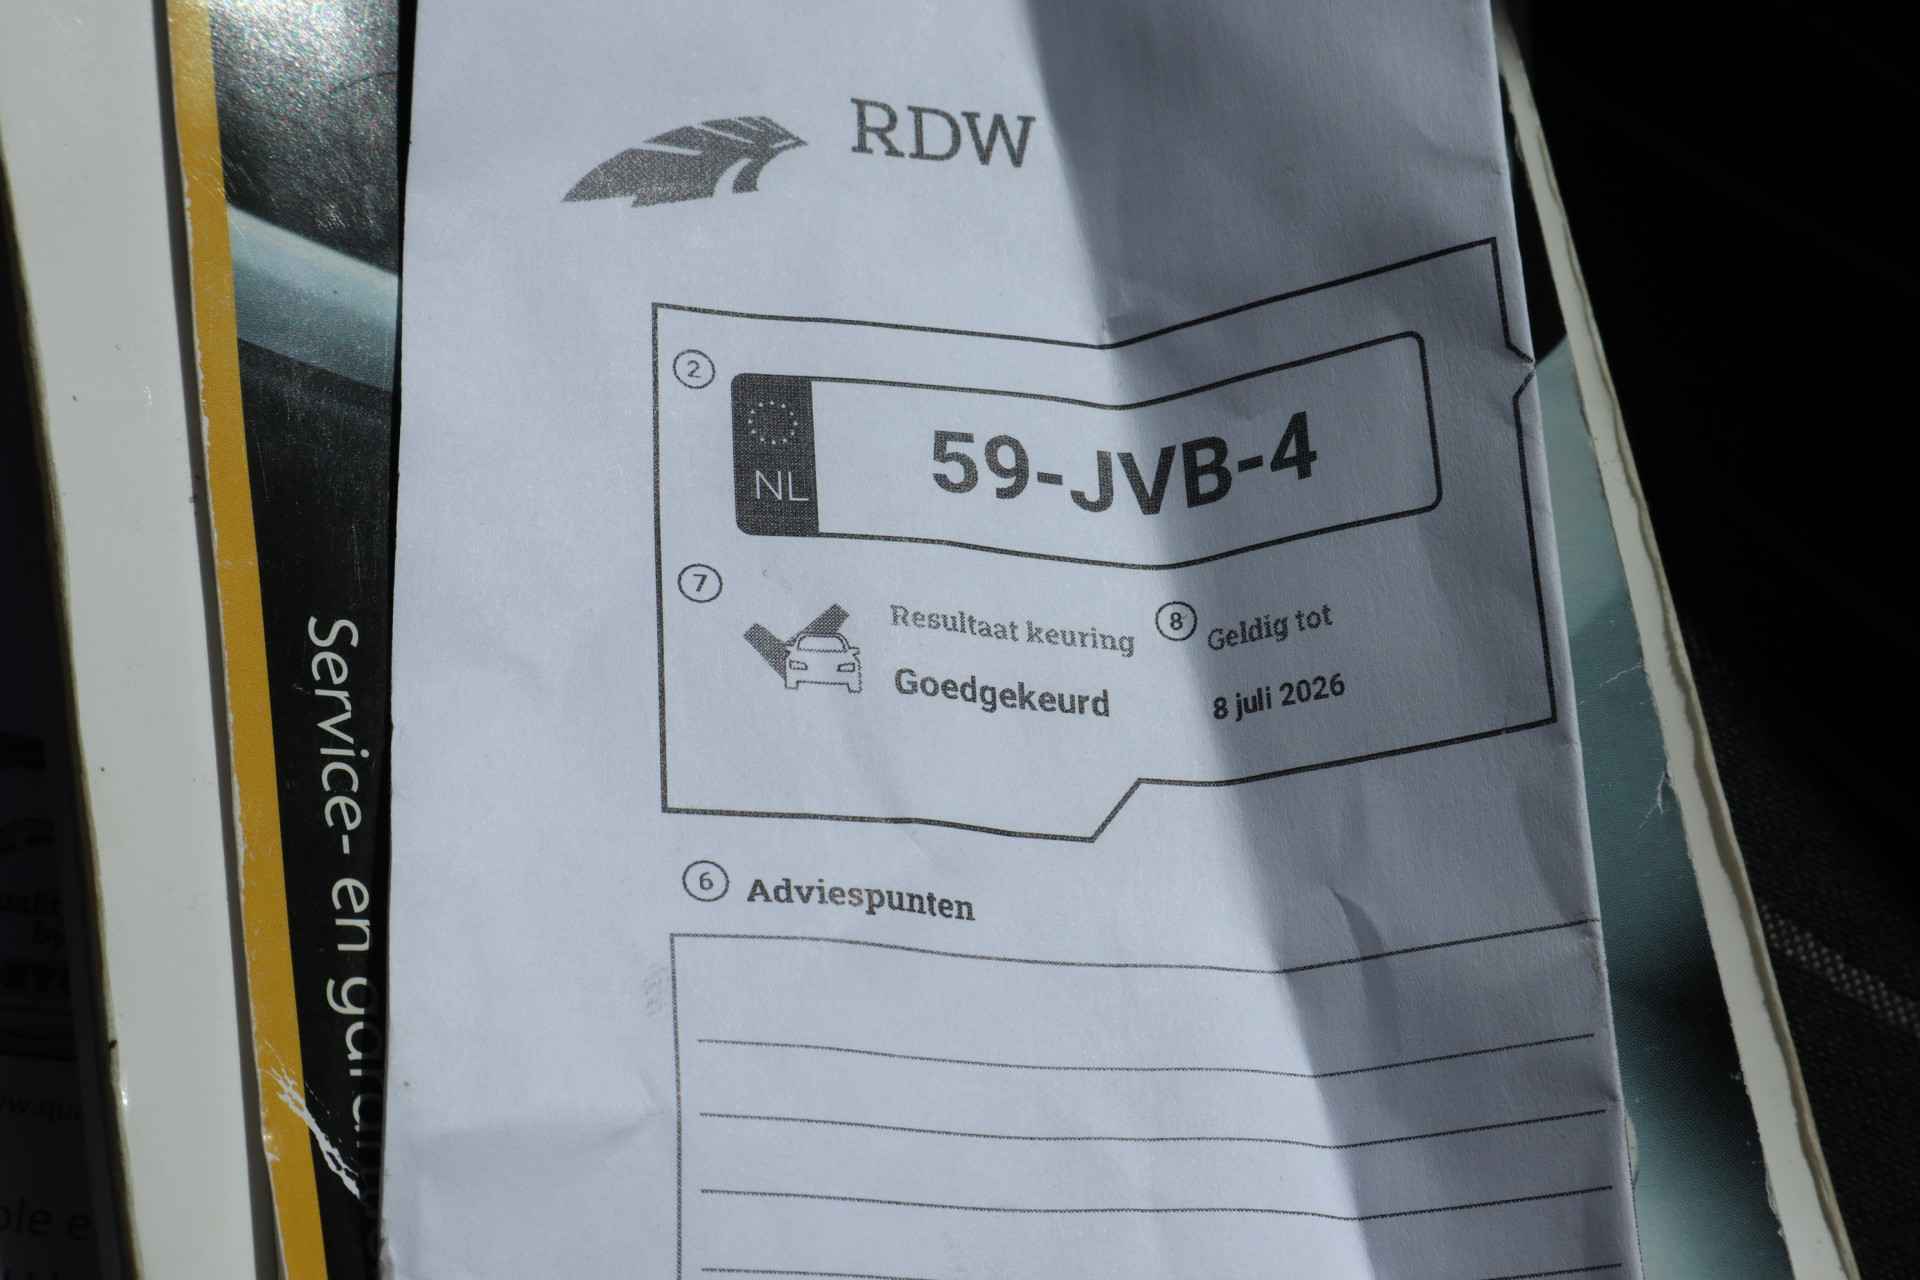 RDW
2
NL
59-JVB-4
7
Resultaat keuring
8
Geldig tot
Goedgekeurd
8 juli 2026
6
Adviespunten
Service- en